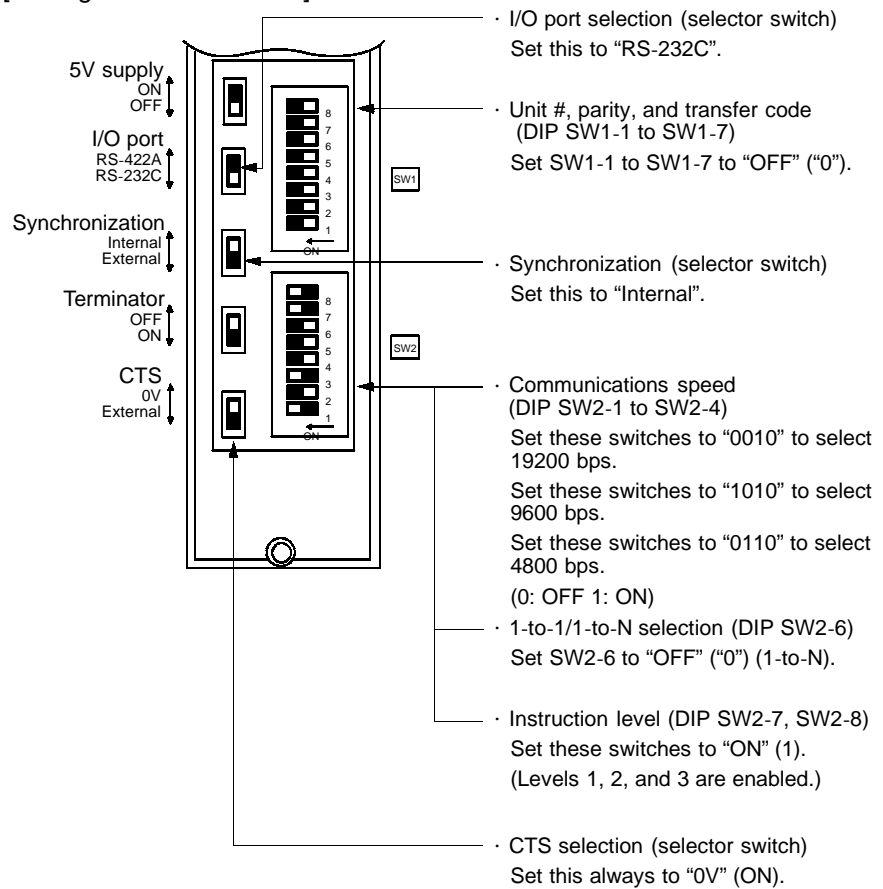 5V supply
ON
OFF
I/O port
RS-422A
RS-232C
Synchronization
Internal
External
Terminator
OFF
ON
CTS
0V
External
8
7
6
5
4
3
2
1
ON
SW1
8
7
6
5
4
3
2
1
ON
SW2
· I/O port selection (selector switch)
Set this to “RS-232C”.
· Unit #, parity, and transfer code
(DIP SW1-1 to SW1-7)
Set SW1-1 to SW1-7 to “OFF” (“0”).
· Synchronization (selector switch)
Set this to “Internal”.
· Communications speed
(DIP SW2-1 to SW2-4)
Set these switches to “0010” to select
19200 bps.
Set these switches to “1010” to select
9600 bps.
Set these switches to “0110” to select
4800 bps.
(0: OFF 1: ON)
· 1-to-1/1-to-N selection (DIP SW2-6)
Set SW2-6 to “OFF” (“0”) (1-to-N).
· Instruction level (DIP SW2-7, SW2-8)
Set these switches to “ON” (1).
(Levels 1, 2, and 3 are enabled.)
· CTS selection (selector switch)
Set this always to “0V” (ON).